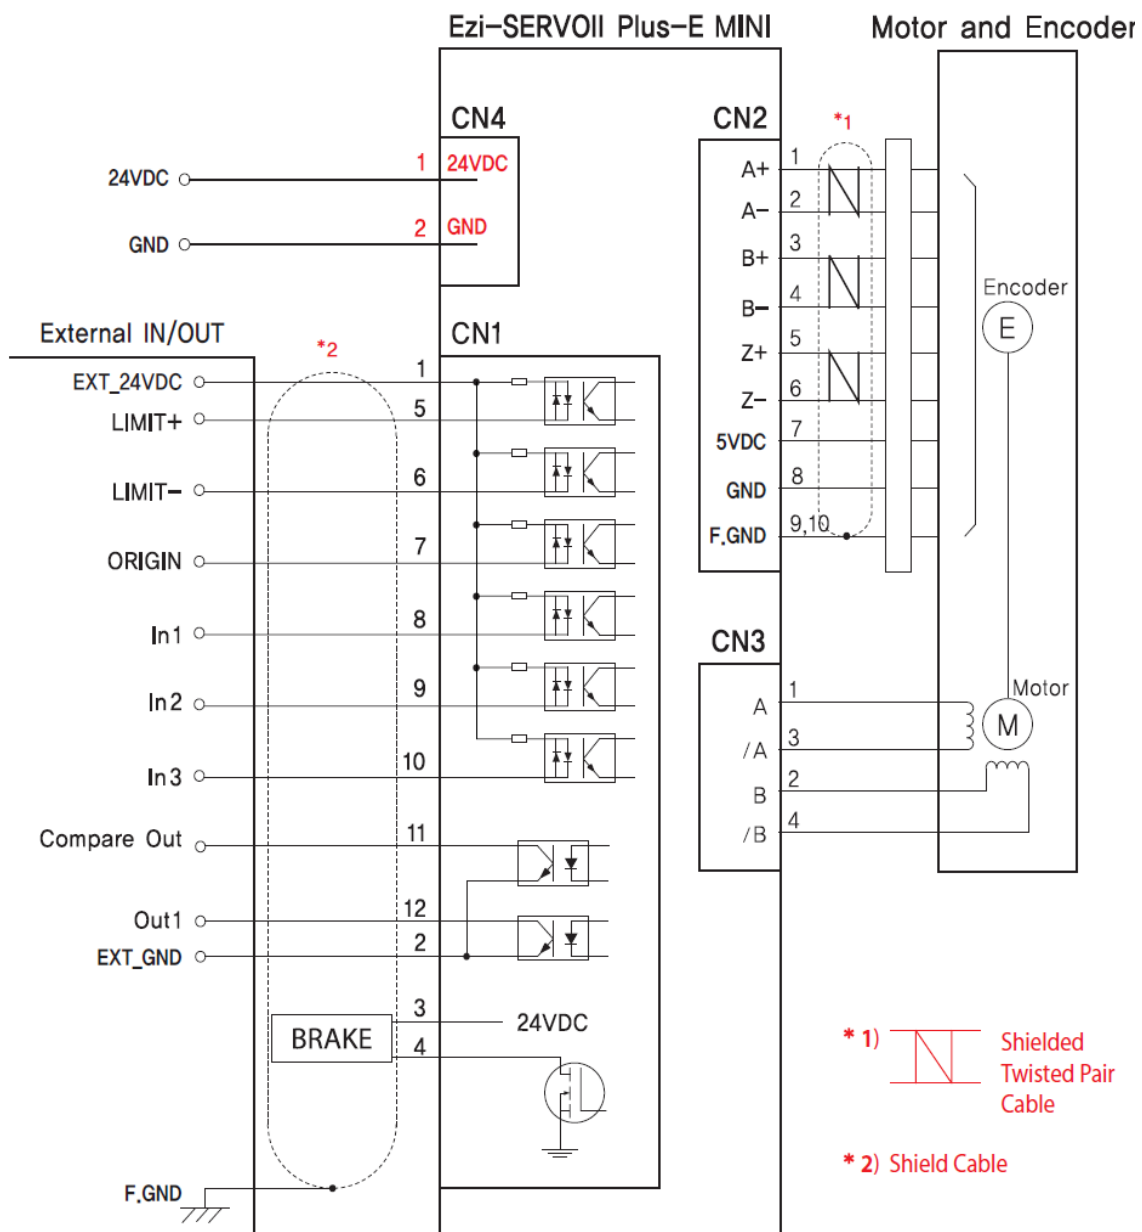 Ezi-SERVOII Plus-E MINI
Motor and Encoder
CN4
1 24VDC
24VDC
2 GND
GND
CN2
*1
A+ 1
A- 2
B+ 3
B- 4
Z+ 5
Z- 6
5VDC 7
GND 8
F.GND 9,10
Encoder
E
External IN/OUT
*2
CN1
EXT_24VDC 1
LIMIT+ 5
LIMIT- 6
ORIGIN 7
In1 8
In2 9
In3 10
Compare Out 11
Out1 12
EXT_GND 2
BRAKE
3 24VDC
4
F.GND
CN3
A 1
/A 3
B 2
/B 4
Motor
M
* 1) Shielded
Twisted Pair
Cable
* 2) Shield Cable